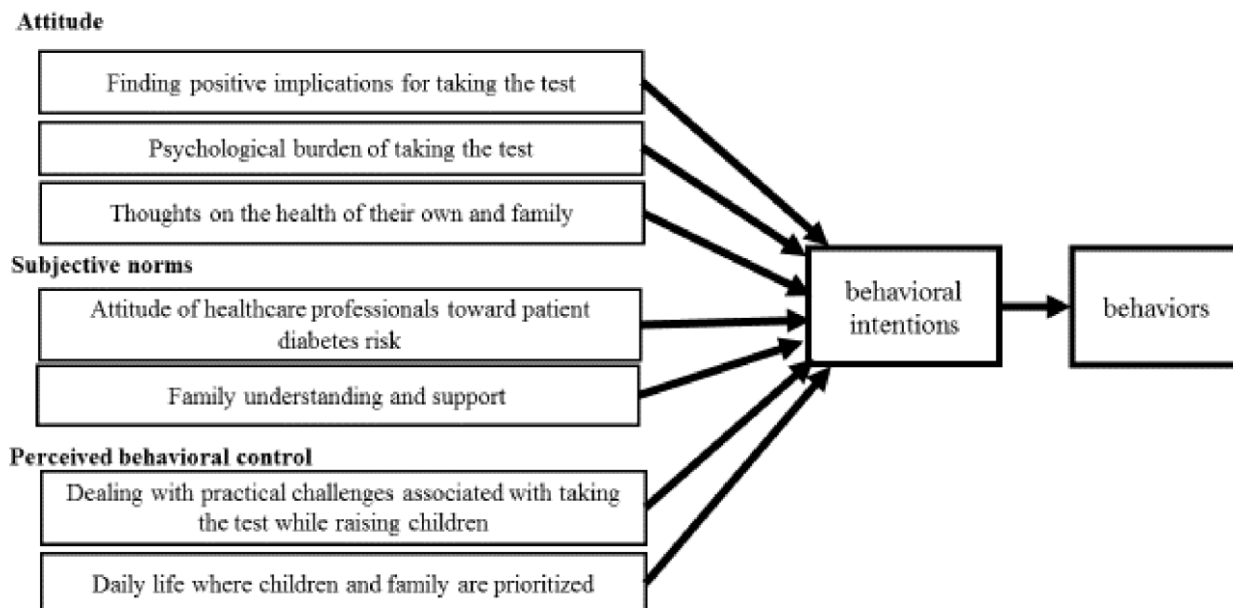 Attitude
Finding positive implications for taking the test
Psychological burden of taking the test
Thoughts on the health of their own and family
Subjective norms
Attitude of healthcare professionals toward patient
diabetes risk
Family understanding and support
Perceived behavioral control
Dealing with practical challenges associated with taking
the test while raising children
Daily life where children and family are prioritized
behavioral
intentions
behaviors